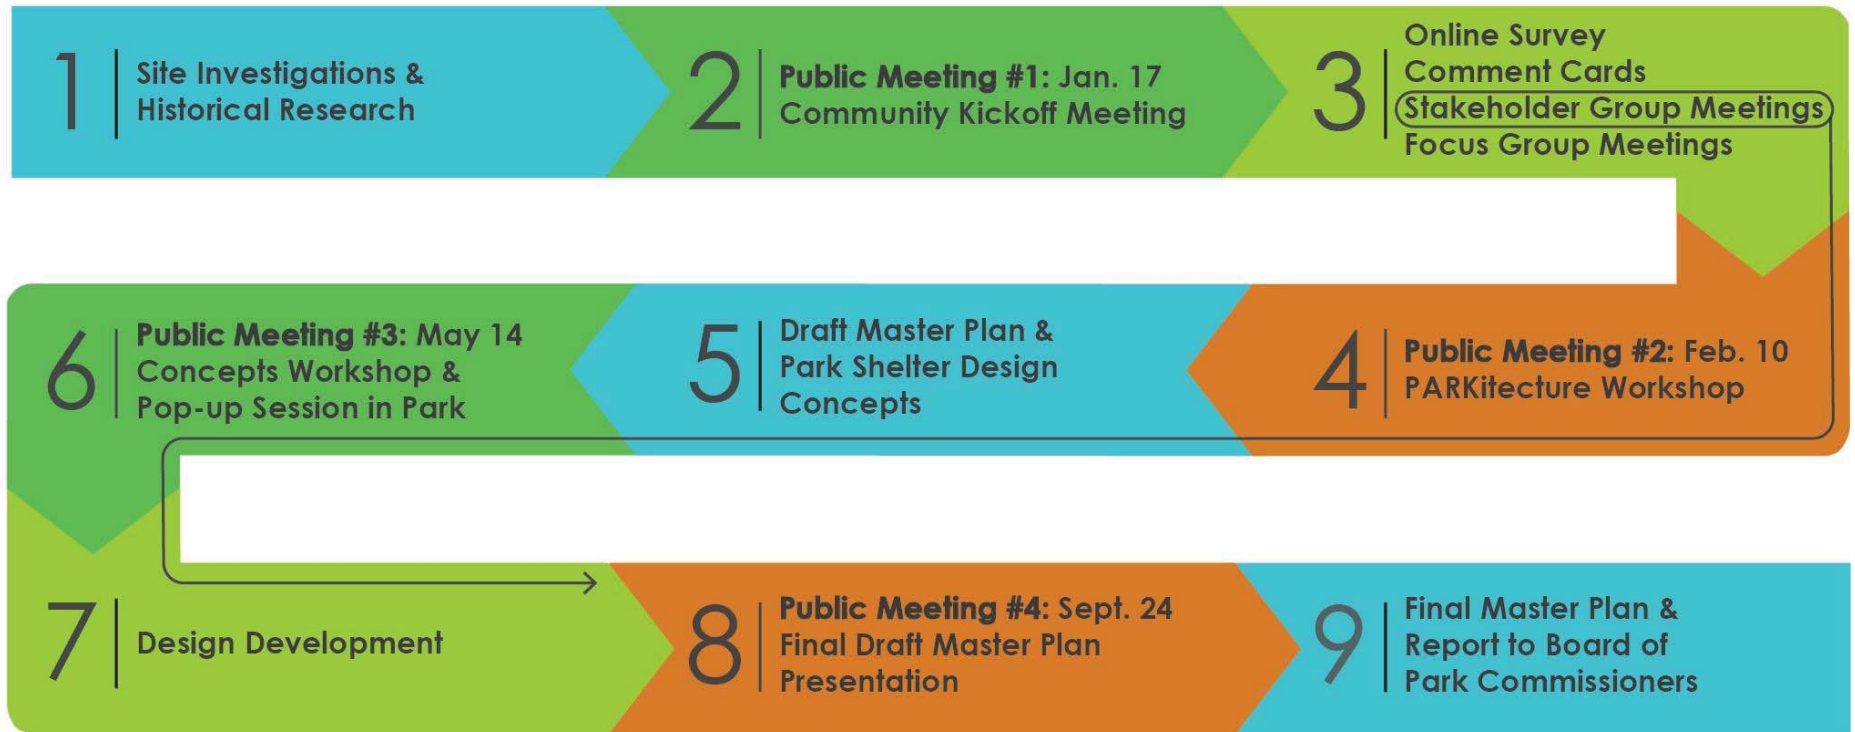 1
Site Investigations &
Historical Research
2
Public Meeting #1: Jan. 17
Community Kickoff Meeting
3
Online Survey
Comment Cards
Stakeholder Group Meetings
Focus Group Meetings
4
Public Meeting #2: Feb. 10
PARKitecture Workshop
5
Draft Master Plan &
Park Shelter Design
Concepts
6
Public Meeting #3: May 14
Concepts Workshop &
Pop-up Session in Park
7
Design Development
8
Public Meeting #4: Sept. 24
Final Draft Master Plan
Presentation
9
Final Master Plan &
Report to Board of
Park Commissioners